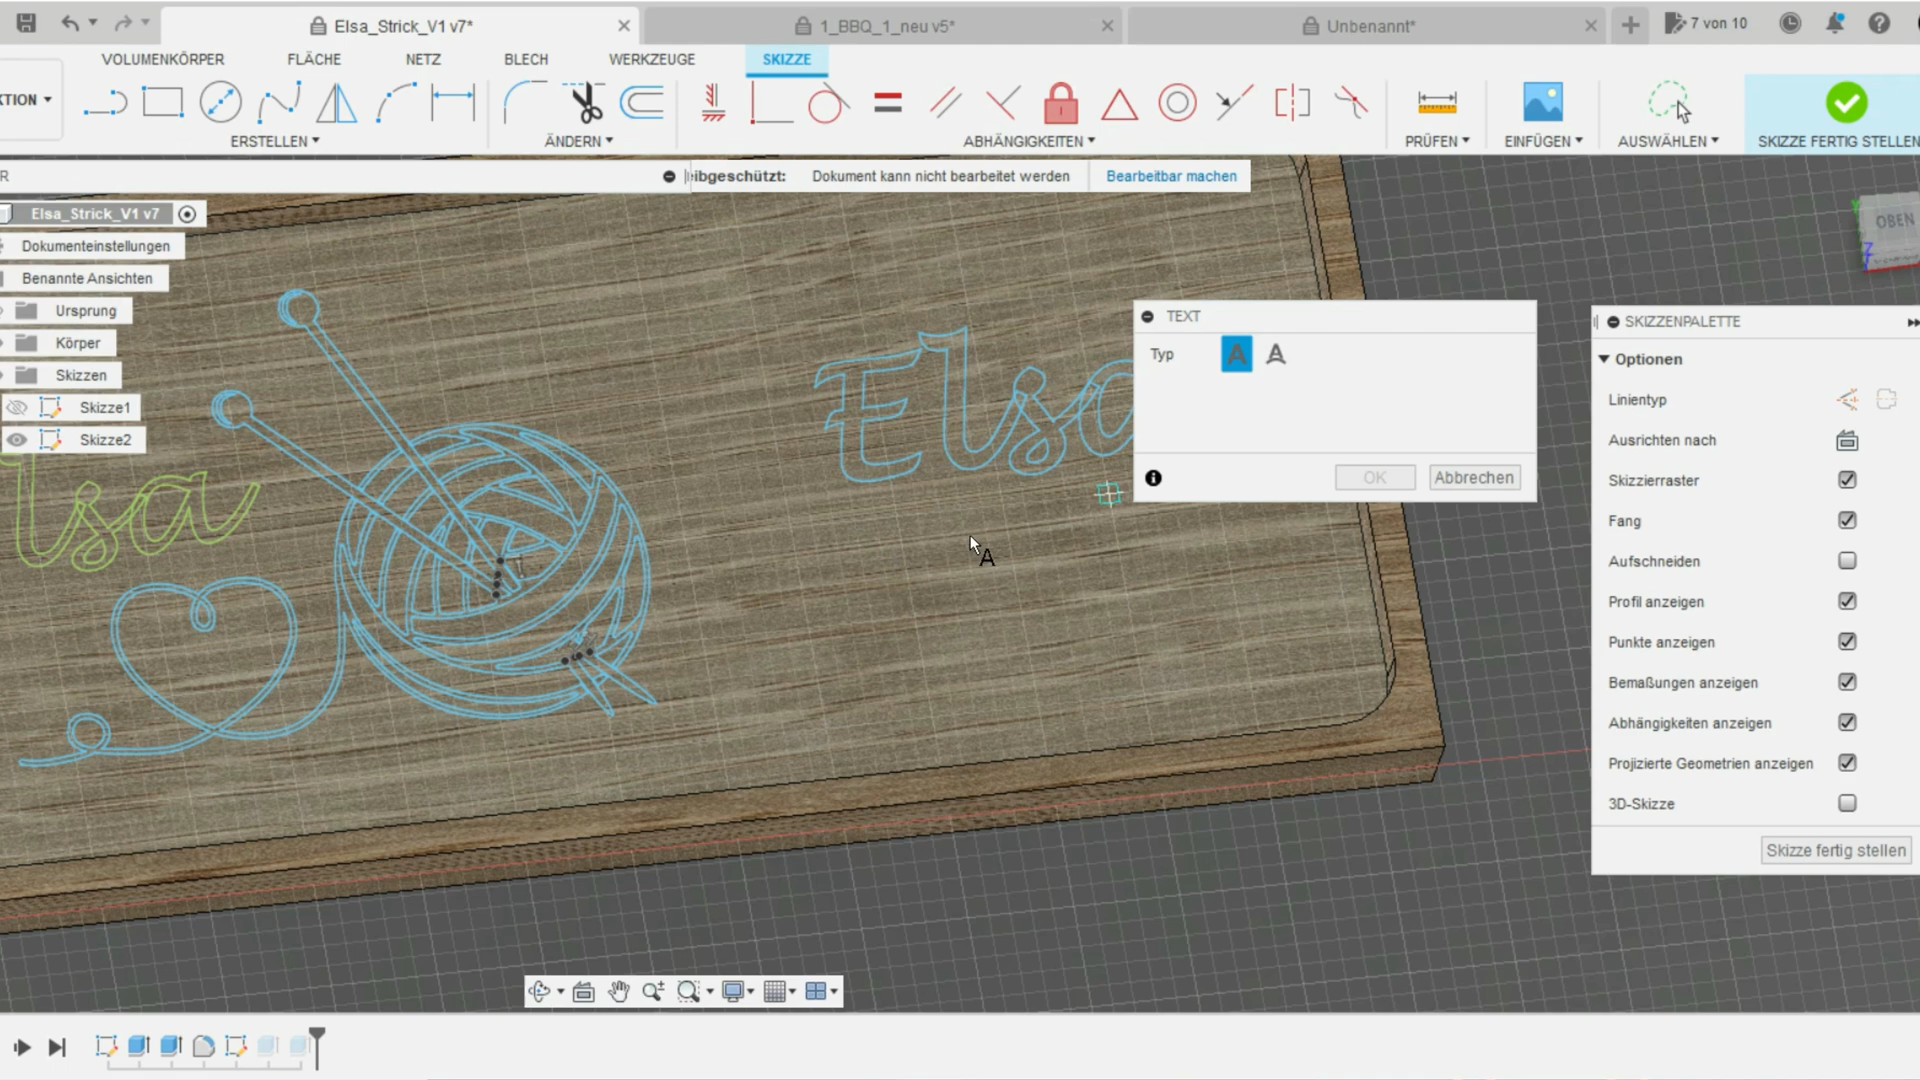 Elsa_Strick_V1 v7*
1_BBQ_1_neu v5*
Unbenannt*
7 von 10
VOLUMENKÖRPER
FLÄCHE
NETZ
BLECH
WERKZEUGE
SKIZZE
KTION
ERSTELLEN
ÄNDERN
ABHÄNGIGKEITEN
PRÜFEN
EINFÜGEN
AUSWÄHLEN
SKIZZE FERTIG STELLEN
R
eibgeschützt: Dokument kann nicht bearbeitet werden
Bearbeitbar machen
Elsa_Strick_V1 v7
Dokumenteinstellungen
Benannte Ansichten
Ursprung
Körper
Skizzen
Skizze1
Skizze2
lsa
Elsa
OBEN
Z
TEXT
Typ
A A
OK
Abbrechen
A
SKIZZENPALETTE
Optionen
Linientyp
Ausrichten nach
Skizzierraster
Fang
Aufschneiden
Profil anzeigen
Punkte anzeigen
Bemaßungen anzeigen
Abhängigkeiten anzeigen
Projizierte Geometrien anzeigen
3D-Skizze
Skizze fertig stellen